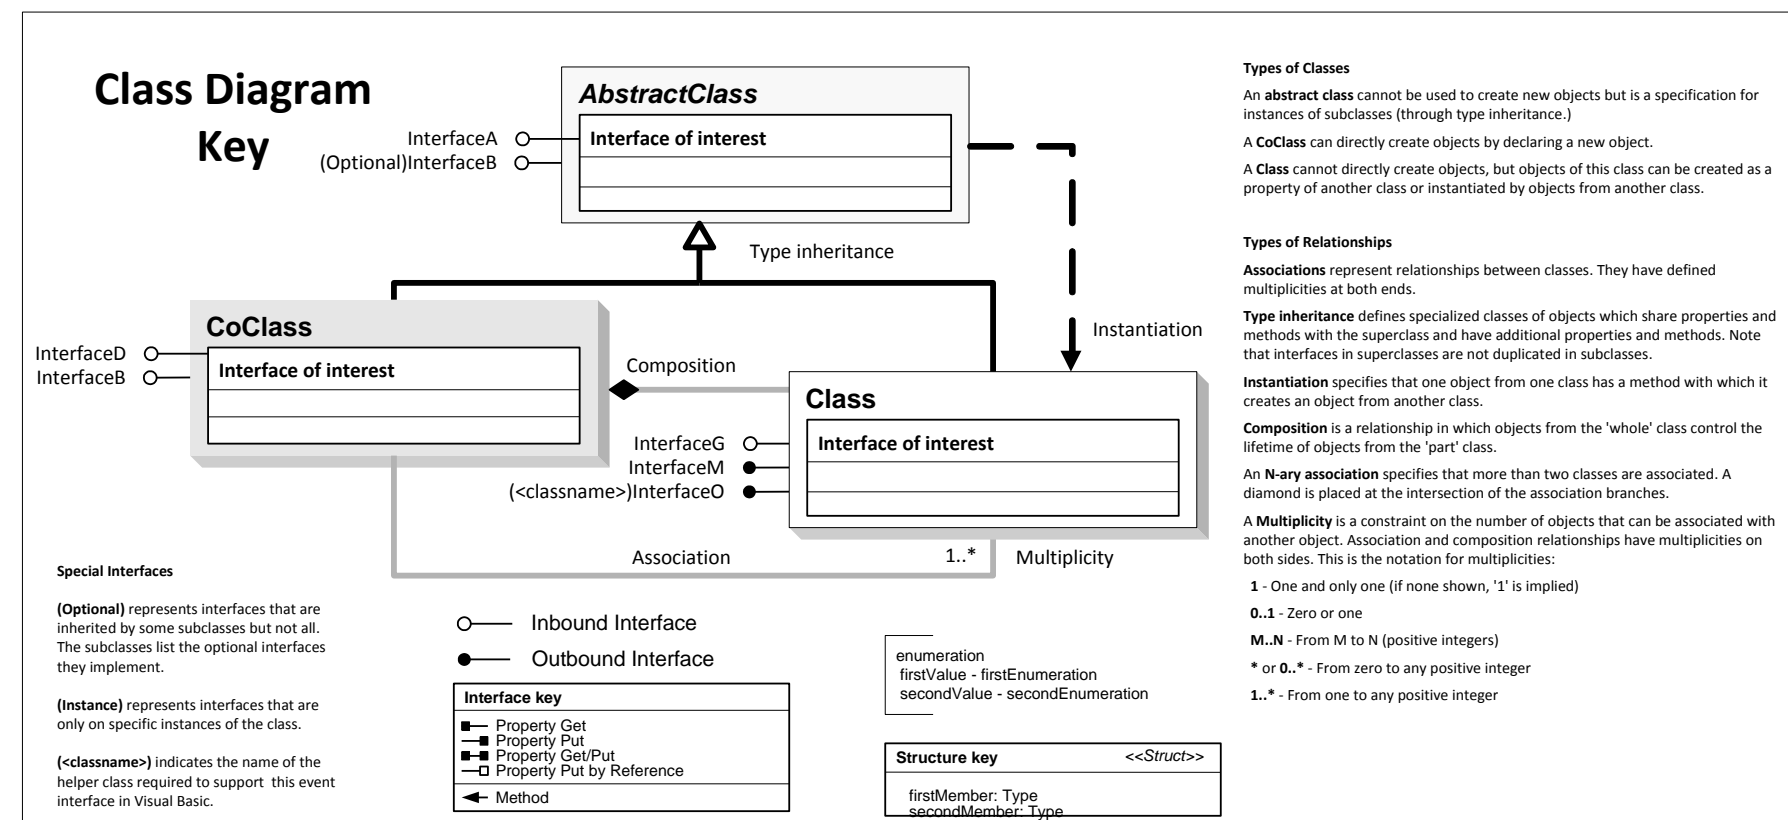 Class Diagram
Key
AbstractClass
Interface of interest
InterfaceA
(Optional)InterfaceB
Type inheritance
CoClass
Interface of interest
InterfaceD
InterfaceB
Composition
Instantiation
Class
Interface of interest
InterfaceG
InterfaceM
(<classname>)InterfaceO
Association
1..*
Multiplicity
Special Interfaces
(Optional) represents interfaces that are
inherited by some subclasses but not all.
The subclasses list the optional interfaces
they implement.
(Instance) represents interfaces that are
only on specific instances of the class.
(<classname>) indicates the name of the
helper class required to support this event
interface in Visual Basic.
Inbound Interface
Outbound Interface
Interface key
Property Get
Property Put
Property Get/Put
Property Put by Reference
Method
enumeration
firstValue - firstEnumeration
secondValue - secondEnumeration
Structure key <<Struct>>
firstMember: Type
secondMember: Type
Types of Classes
An abstract class cannot be used to create new objects but is a specification for
instances of subclasses (through type inheritance.)
A CoClass can directly create objects by declaring a new object.
A Class cannot directly create objects, but objects of this class can be created as a
property of another class or instantiated by objects from another class.
Types of Relationships
Associations represent relationships between classes. They have defined
multiplicities at both ends.
Type inheritance defines specialized classes of objects which share properties and
methods with the superclass and have additional properties and methods. Note
that interfaces in superclasses are not duplicated in subclasses.
Instantiation specifies that one object from one class has a method with which it
creates an object from another class.
Composition is a relationship in which objects from the 'whole' class control the
lifetime of objects from the 'part' class.
An N-ary association specifies that more than two classes are associated. A
diamond is placed at the intersection of the association branches.
A Multiplicity is a constraint on the number of objects that can be associated with
another object. Association and composition relationships have multiplicities on
both sides. This is the notation for multiplicities:
1 - One and only one (if none shown, '1' is implied)
0..1 - Zero or one
M..N - From M to N (positive integers)
* or 0..* - From zero to any positive integer
1..* - From one to any positive integer